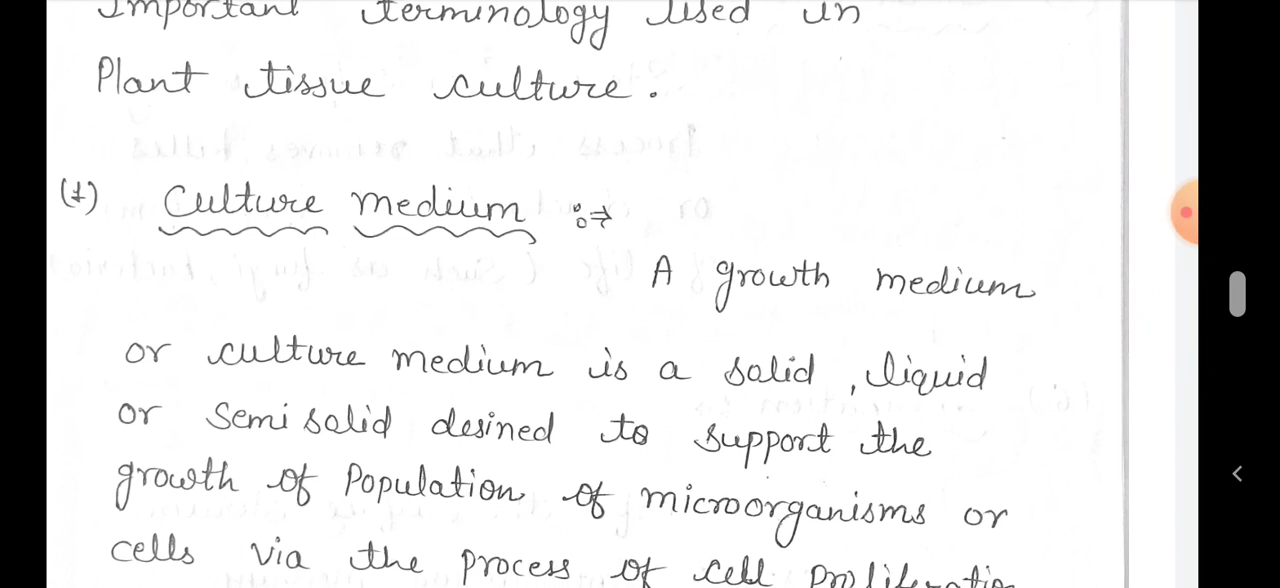 Important terminology used in
Plant tissue culture.
(1) Culture medium :⇒
A growth medium
or culture medium is a solid, liquid
or semi solid desined to support the
growth of Population of microorganisms or
cells via the process of cell proliferation